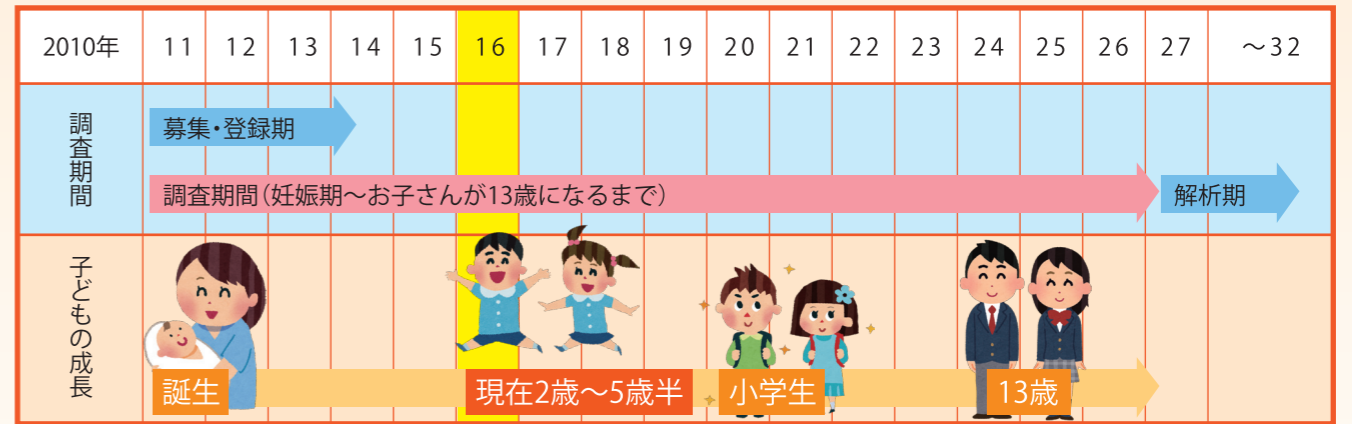 2010年 11 12 13 14 15 16 17 18 19 20 21 22 23 24 25 26 27 ～32
調査期間
募集・登録期
調査期間（妊娠期～お子さんが13歳になるまで）
解析期
子どもの成長
誕生
現在2歳～5歳半
小学生
13歳